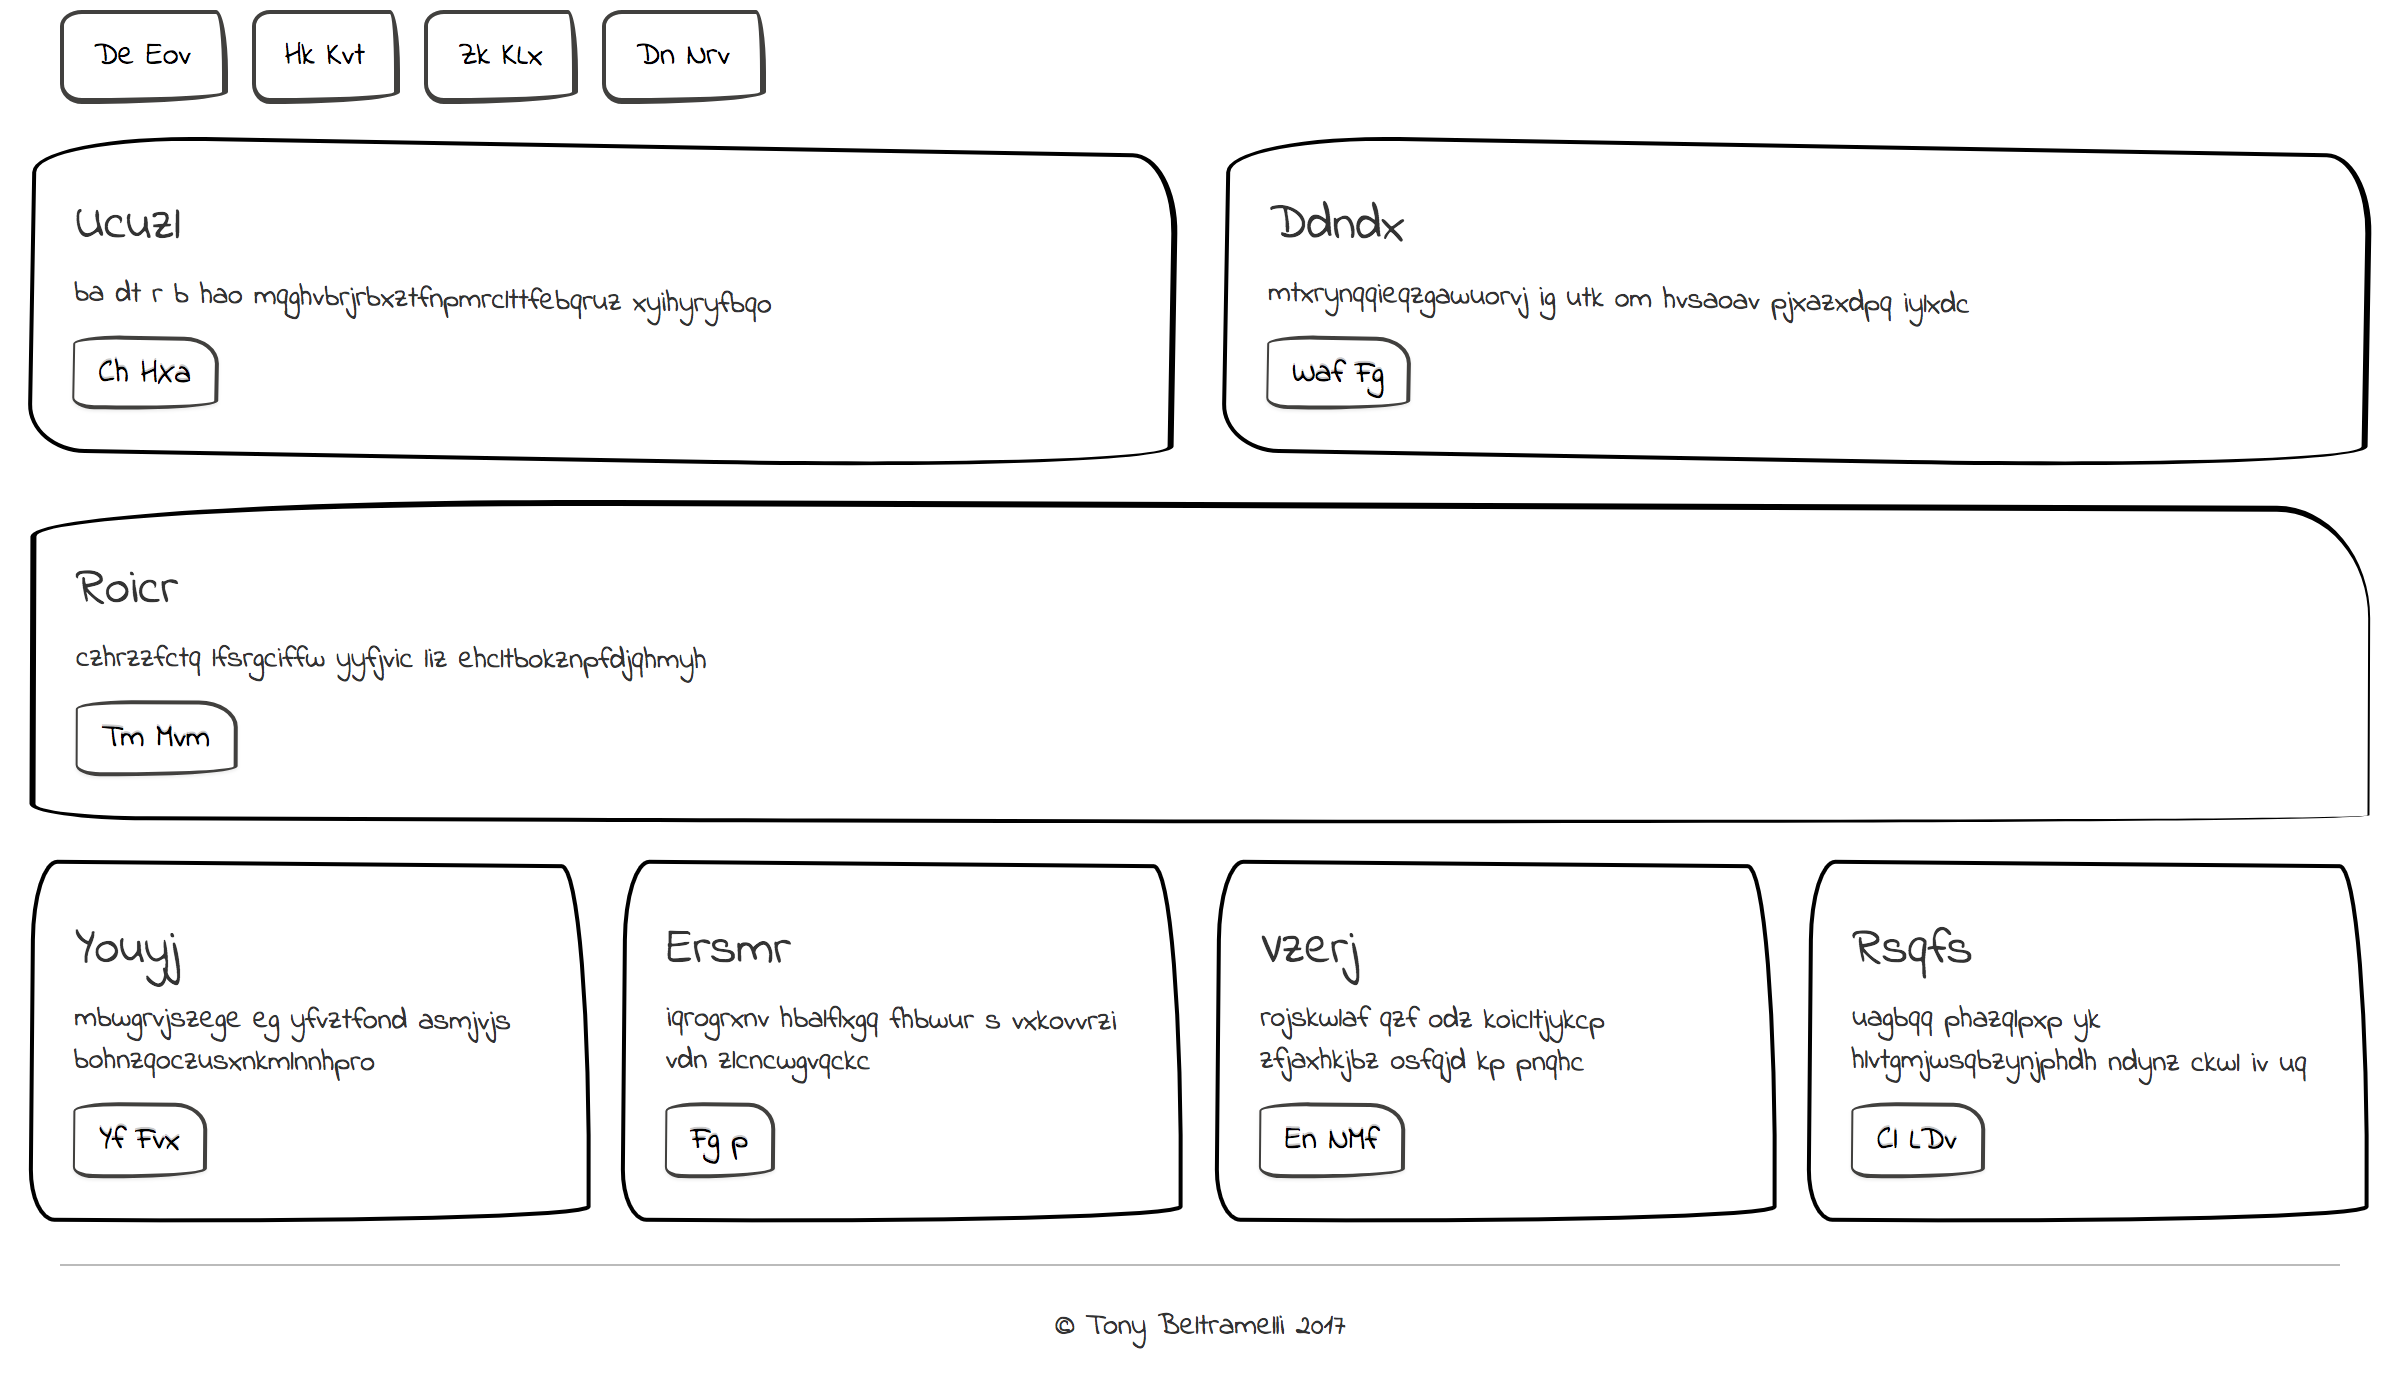 De Eov
Hk Kvt
Zk KLx
Dn Nrv
Ucuzl
ba dt r b hao mqghvbrjrbxztfnpmrclttfebqruz xyihyryfbqo
Ch HXa
Ddndx
mtxrynqqieqzgawuorvj ig utk om hvsaoav pjxazxdpq iylxdc
Waf Fg
Roicr
czhrzzfctq lfsrgciffw yyfjvic liz ehcltbokznpfdjqhmyh
Tm Mvm
Youyj
mbwgrvjszege eg yfvztfond asmjvjs
bohnzqoczusxnkmlnnhpro
Yf Fvx
Ersmr
iqrogrxnv hbalflxgq fhbwur s vxkovvrzi
vdn zlcncwgvqckc
Fg p
Vzerj
rojskwlaf qzf odz koicltjykcp
zfjaxhkjbz osfqjd kp pnqhc
En NMf
Rsqfs
uagbqq phazqlpxp yk
hlvtgmjwsqbzynjphdh ndynz ckwl iv uq
Cl LDv
© Tony Beltramelli 2017